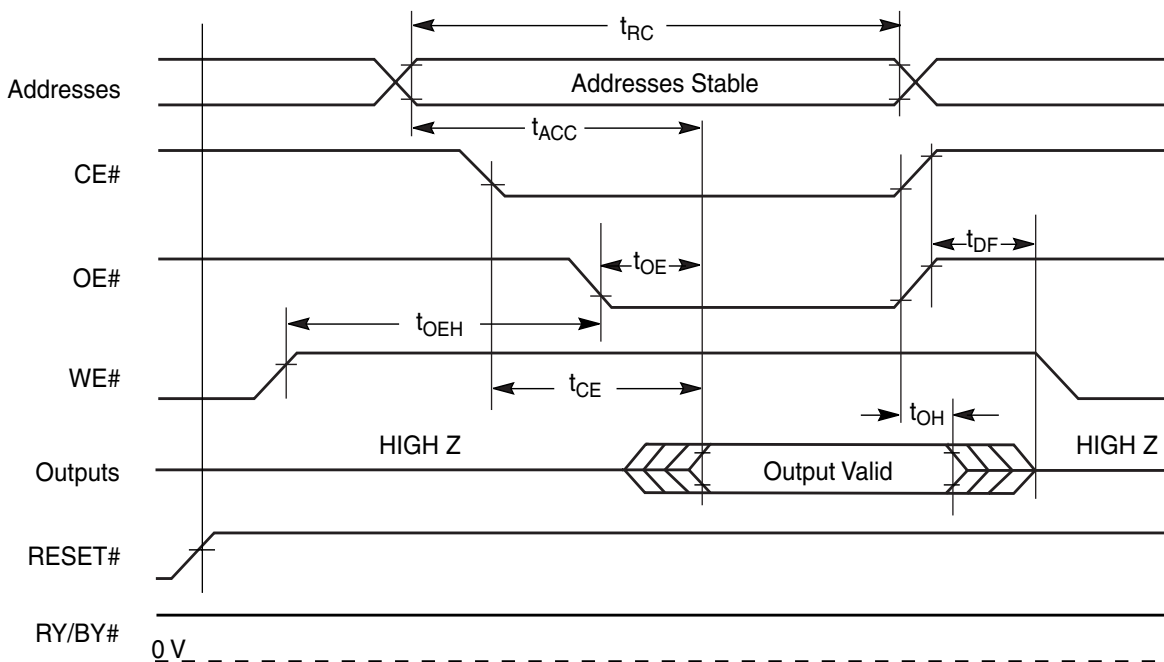 tRC
Addresses
Addresses Stable
tACC
CE#
tDF
OE#
tOE
tOEH
WE#
tCE
tOH
HIGH Z
HIGH Z
Outputs
Output Valid
RESET#
RY/BY#
0 V